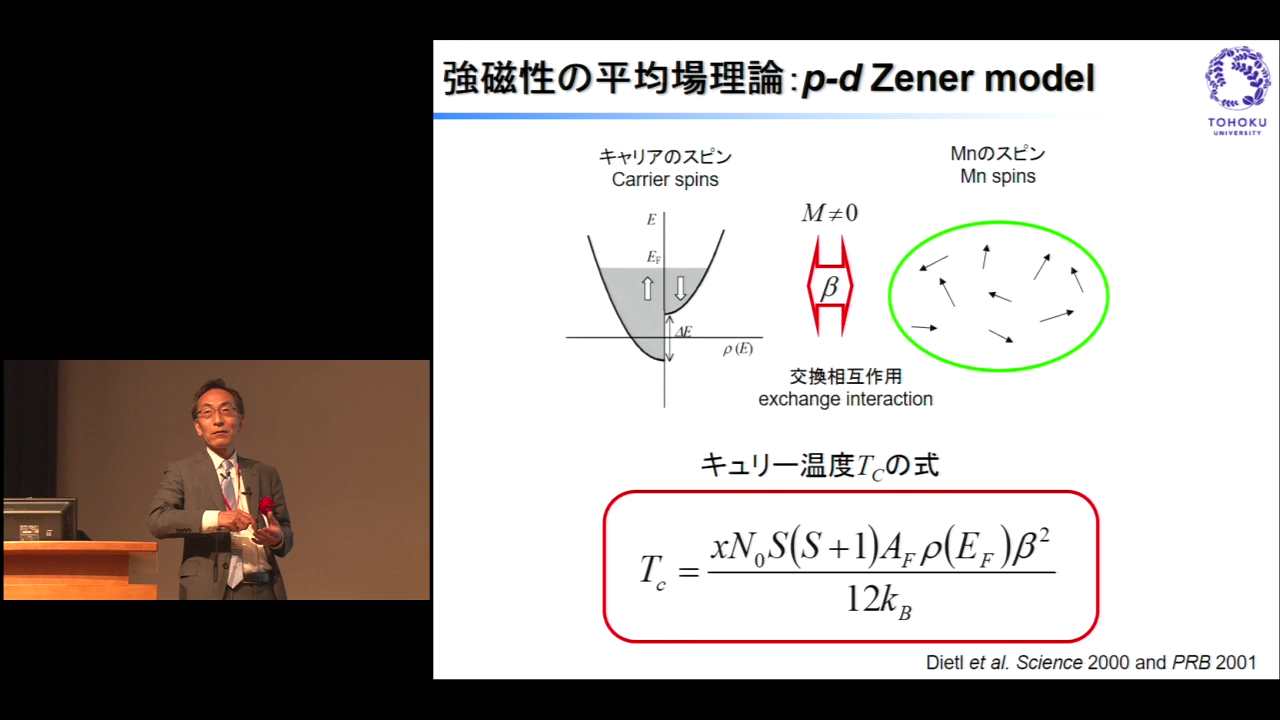 強磁性の平均場理論：p-d Zener model
TOHOKU
UNIVERSITY
キャリアのスピン
Carrier spins
Mnのスピン
Mn spins
E
E_F
ΔE
ρ(E)
M≠0
β
交換相互作用
exchange interaction
キュリー温度T_Cの式
T_c = xN_0S(S+1)A_Fρ(E_F)β^2 / 12k_B
Dietl et al. Science 2000 and PRB 2001